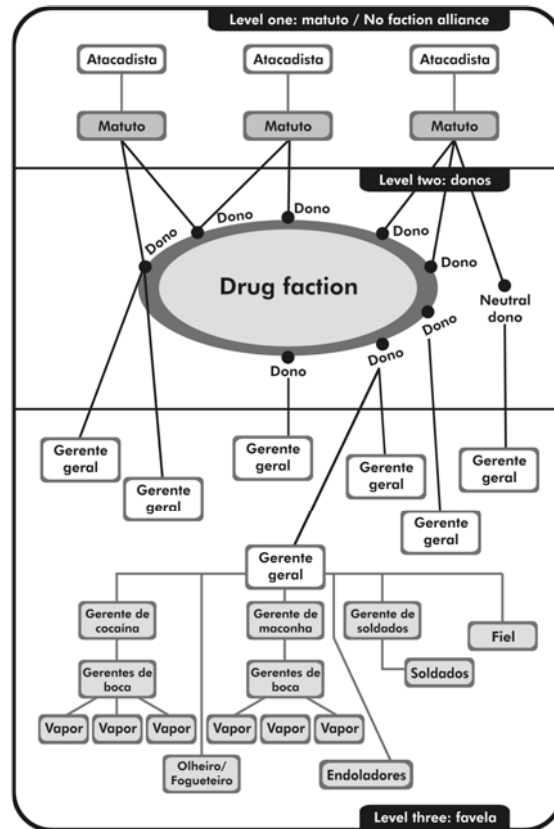 Level one: matuto / No faction alliance
Atacadista
Atacadista
Atacadista
Matuto
Matuto
Matuto
Level two: donos
Dono
Dono
Dono
Dono
Dono
Drug faction
Neutral
dono
Dono
Dono
Dono
Gerente
geral
Gerente
geral
Gerente
geral
Gerente
geral
Gerente
geral
Gerente
geral
Gerente
geral
Gerente de
cocaína
Gerente de
maconha
Gerente de
soldados
Fiel
Gerentes de
boca
Gerentes de
boca
Soldados
Vapor
Vapor
Vapor
Vapor
Vapor
Vapor
Olheiro/
Fogueteiro
Endoladores
Level three: favela